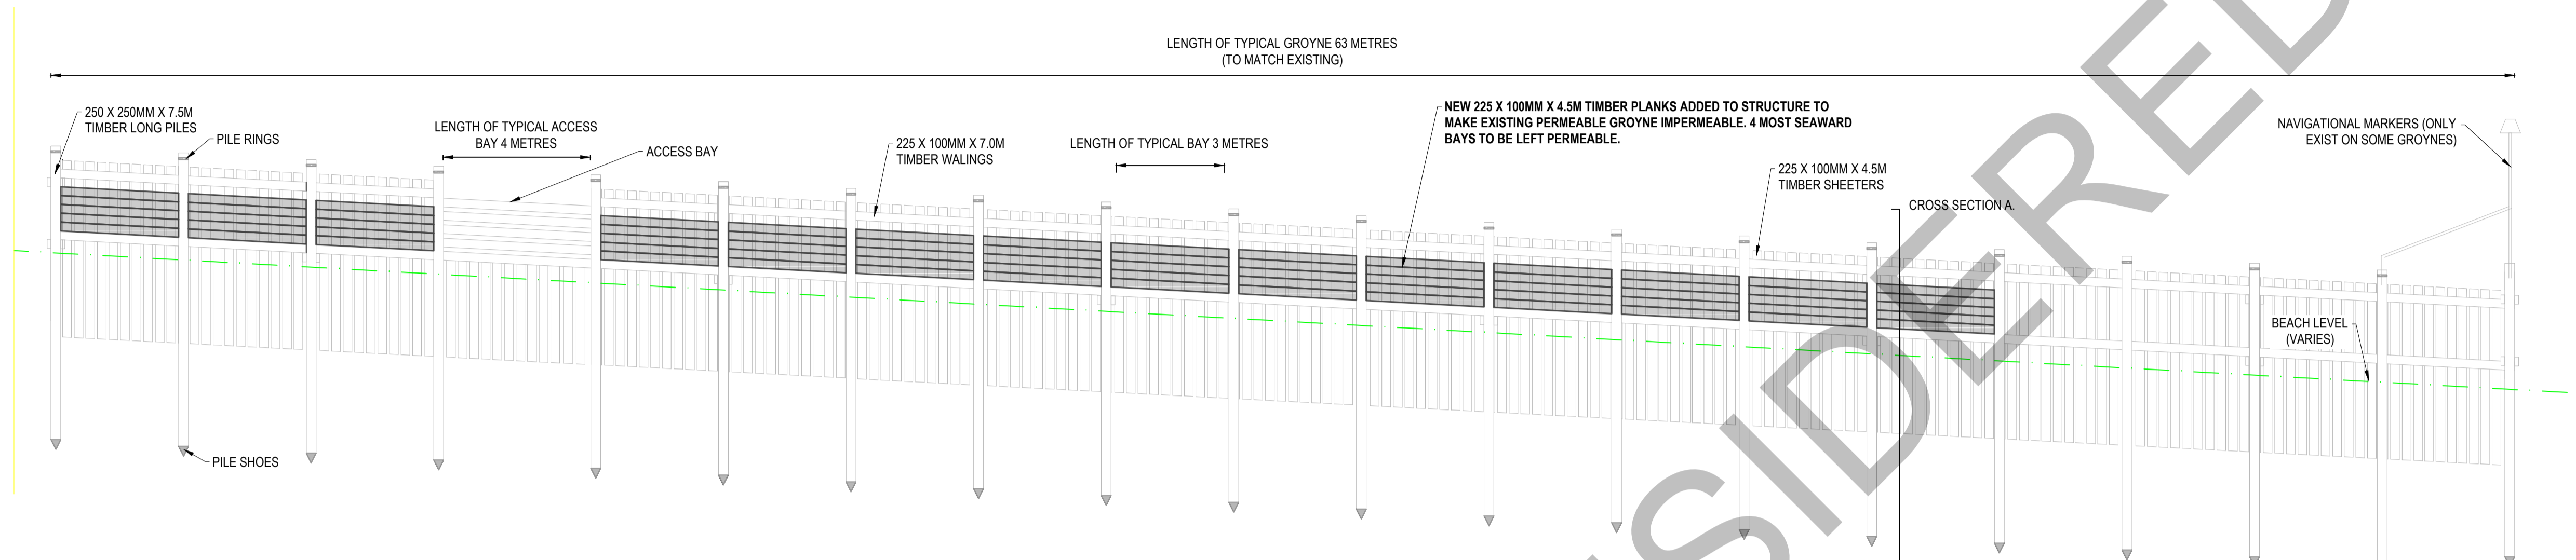 LENGTH OF TYPICAL GROYNE 63 METRES
(TO MATCH EXISTING)
250 X 250MM X 7.5M
TIMBER LONG PILES
PILE RINGS
LENGTH OF TYPICAL ACCESS
BAY 4 METRES
ACCESS BAY
225 X 100MM X 7.0M
TIMBER WALINGS
LENGTH OF TYPICAL BAY 3 METRES
NEW 225 X 100MM X 4.5M TIMBER PLANKS ADDED TO STRUCTURE TO
MAKE EXISTING PERMEABLE GROYNE IMPERMEABLE. 4 MOST SEAWARD
BAYS TO BE LEFT PERMEABLE.
225 X 100MM X 4.5M
TIMBER SHEETERS
NAVIGATIONAL MARKERS (ONLY
EXIST ON SOME GROYNES)
CROSS SECTION A.
BEACH LEVEL
(VARIES)
PILE SHOES
SIDERED